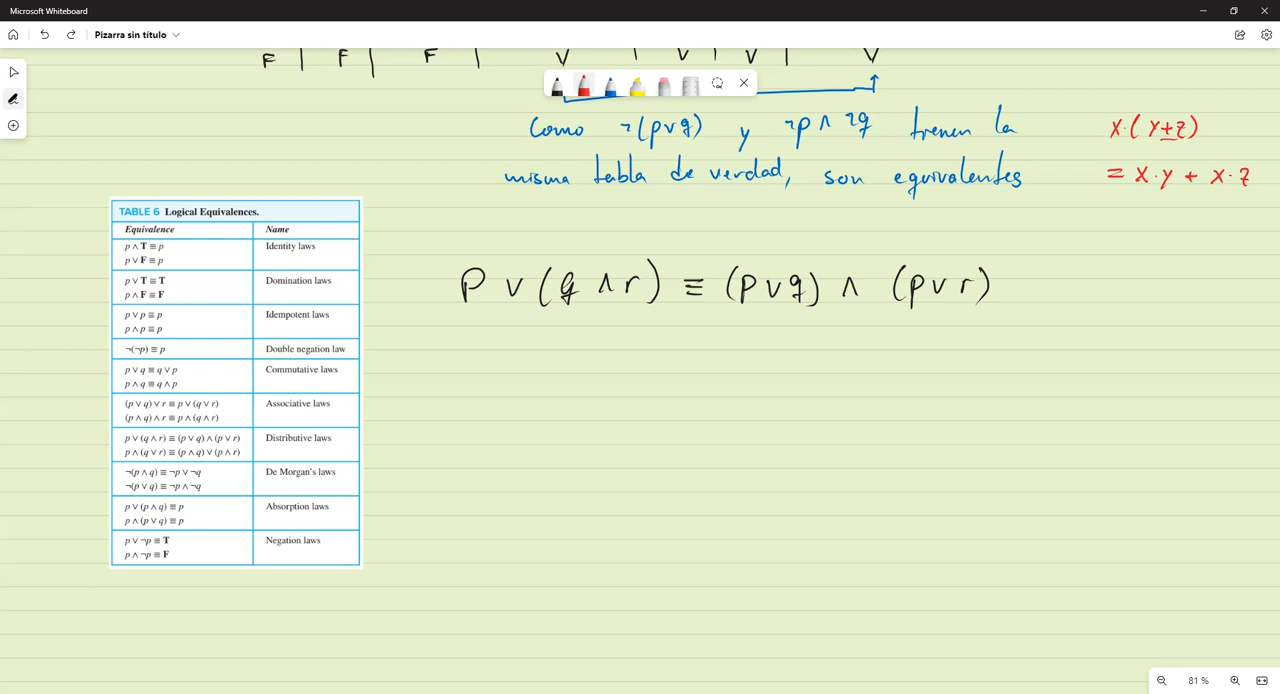 Microsoft Whiteboard
Pizarra sin título
F | F | F | V | V | V | V
Como ¬(p∨q) y ¬p ∧ ¬q tienen la
misma tabla de verdad, son equivalentes
x·(y+z)
= x·y + x·z
TABLE 6 Logical Equivalences.
Equivalence Name
p ∧ T ≡ p Identity laws
p ∨ F ≡ p
p ∨ T ≡ T Domination laws
p ∧ F ≡ F
p ∨ p ≡ p Idempotent laws
p ∧ p ≡ p
¬(¬p) ≡ p Double negation law
p ∨ q ≡ q ∨ p Commutative laws
p ∧ q ≡ q ∧ p
(p ∨ q) ∨ r ≡ p ∨ (q ∨ r) Associative laws
(p ∧ q) ∧ r ≡ p ∧ (q ∧ r)
p ∨ (q ∧ r) ≡ (p ∨ q) ∧ (p ∨ r) Distributive laws
p ∧ (q ∨ r) ≡ (p ∧ q) ∨ (p ∧ r)
¬(p ∧ q) ≡ ¬p ∨ ¬q De Morgan's laws
¬(p ∨ q) ≡ ¬p ∧ ¬q
p ∨ (p ∧ q) ≡ p Absorption laws
p ∧ (p ∨ q) ≡ p
p ∨ ¬p ≡ T Negation laws
p ∧ ¬p ≡ F
p ∨ (q ∧ r) ≡ (p ∨ q) ∧ (p ∨ r)
81 %